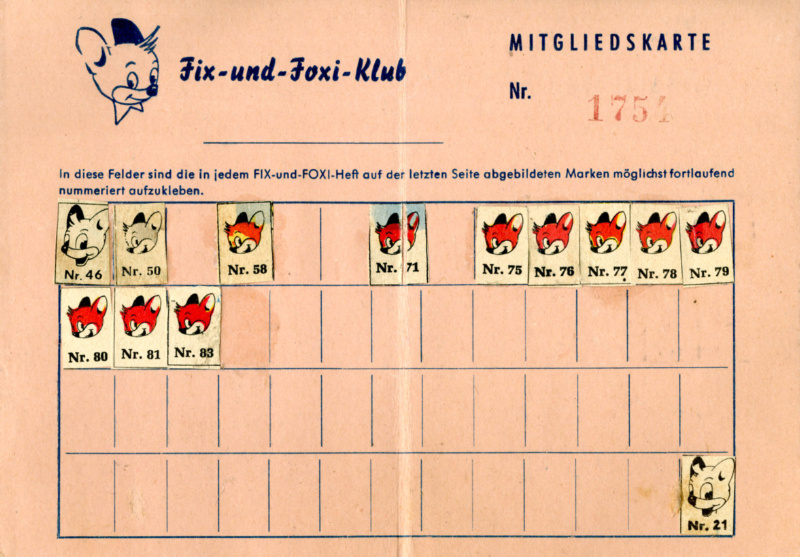 Fix-und-Foxi-Klub
MITGLIEDSKARTE
Nr. 1754
In diese Felder sind die in jedem FIX-und-FOXI-Heft auf der letzten Seite abgebildeten Marken möglichst fortlaufend
nummeriert aufzukleben.
Nr. 46 Nr. 50 Nr. 58 Nr. 71 Nr. 75 Nr. 76 Nr. 77 Nr. 78 Nr. 79
Nr. 80 Nr. 81 Nr. 83
Nr. 21